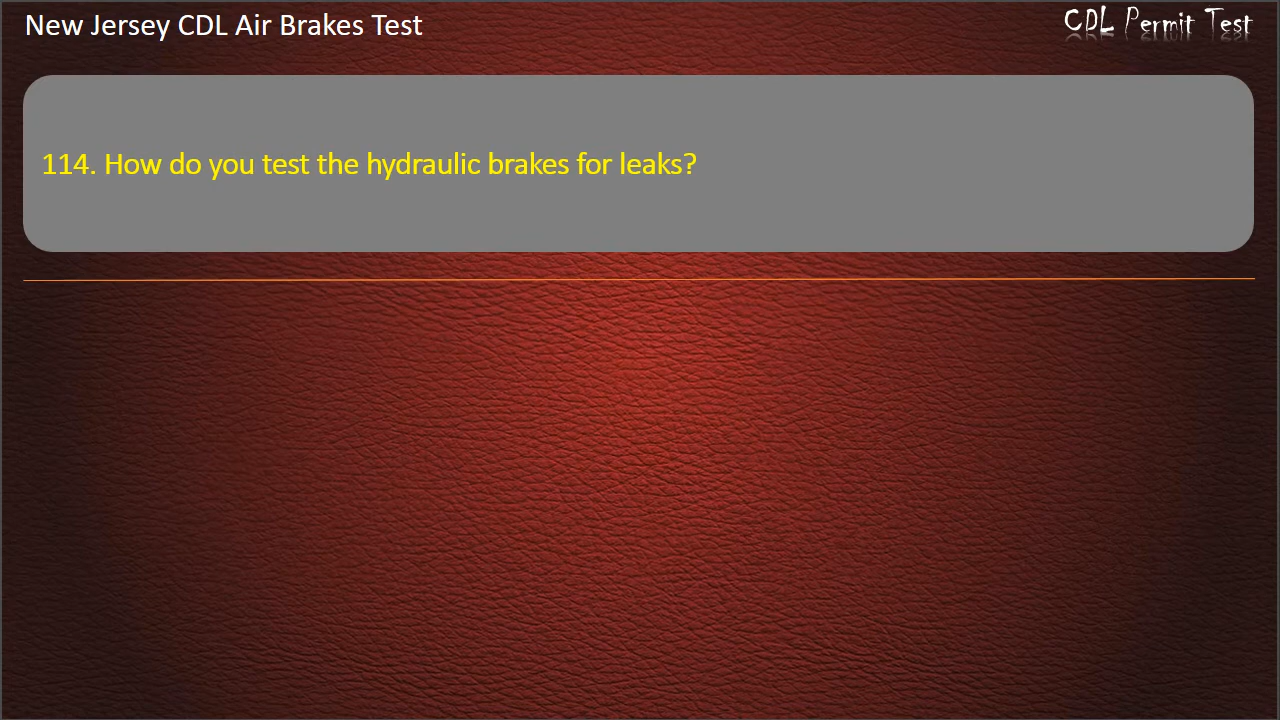 New Jersey CDL Air Brakes Test
CDL Permit Test
114. How do you test the hydraulic brakes for leaks?